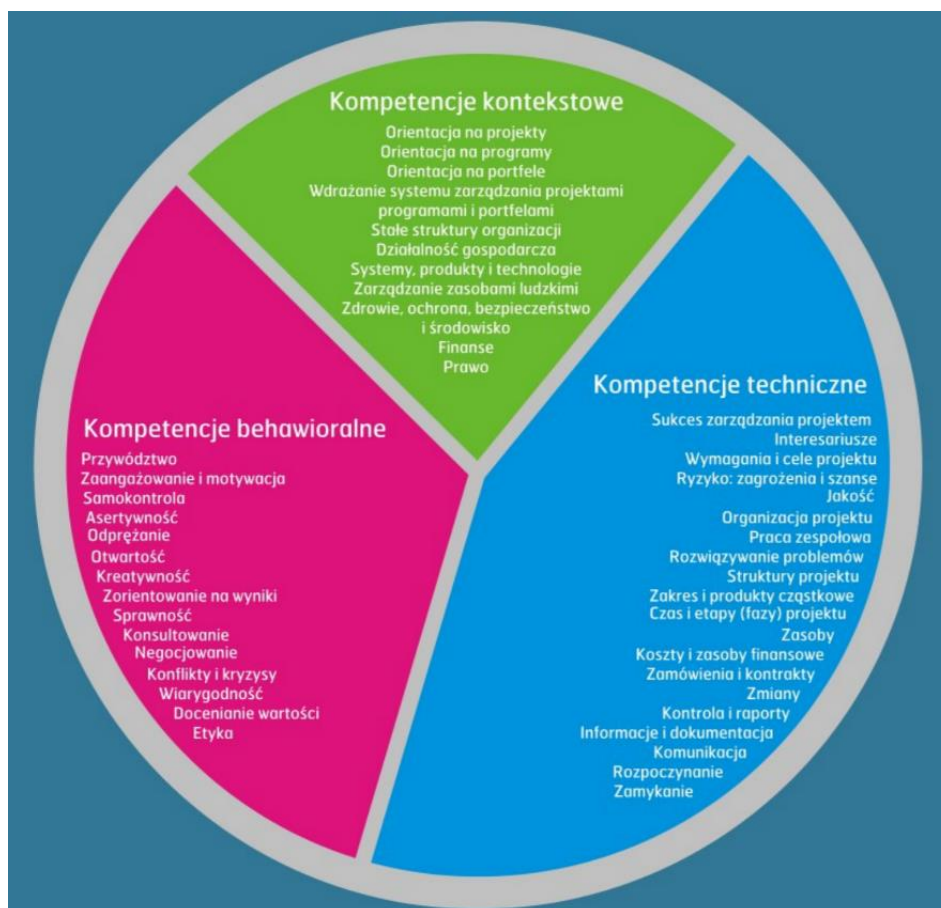 Kompetencje kontekstowe
Orientacja na projekty
Orientacja na programy
Orientacja na portfele
Wdrażanie systemu zarządzania projektami
programami i portfelami
Stałe struktury organizacji
Działalność gospodarcza
Systemy, produkty i technologie
Zarządzanie zasobami ludzkimi
Zdrowie, ochrona, bezpieczeństwo
i środowisko
Finanse
Prawo
Kompetencje behawioralne
Przywództwo
Zaangażowanie i motywacja
Samokontrola
Asertywność
Odprężanie
Otwartość
Kreatywność
Zorientowanie na wyniki
Sprawność
Konsultowanie
Negocjowanie
Konflikty i kryzysy
Wiarygodność
Docenianie wartości
Etyka
Kompetencje techniczne
Sukces zarządzania projektem
Interesariusze
Wymagania i cele projektu
Ryzyko: zagrożenia i szanse
Jakość
Organizacja projektu
Praca zespołowa
Rozwiązywanie problemów
Struktury projektu
Zakres i produkty cząstkowe
Czas i etapy (fazy) projektu
Zasoby
Koszty i zasoby finansowe
Zamówienia i kontrakty
Zmiany
Kontrola i raporty
Informacje i dokumentacja
Komunikacja
Rozpoczynanie
Zamykanie